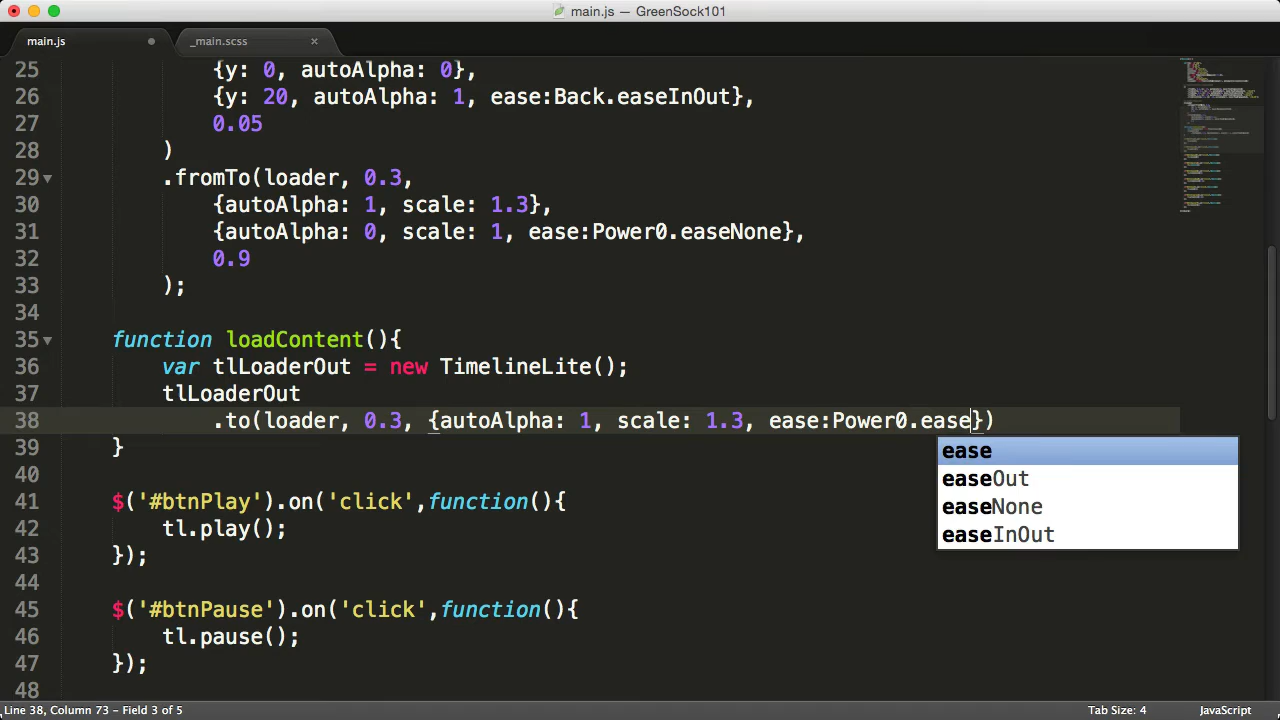 main.js — GreenSock101
main.js
_main.scss
25 {y: 0, autoAlpha: 0},
26 {y: 20, autoAlpha: 1, ease:Back.easeInOut},
27 0.05
28 )
29 .fromTo(loader, 0.3,
30 {autoAlpha: 1, scale: 1.3},
31 {autoAlpha: 0, scale: 1, ease:Power0.easeNone},
32 0.9
33 );
34
35 function loadContent(){
36 var tlLoaderOut = new TimelineLite();
37 tlLoaderOut
38 .to(loader, 0.3, {autoAlpha: 1, scale: 1.3, ease:Power0.ease})
39 }
ease
40
easeOut
41 $('#btnPlay').on('click',function(){
easeNone
42 tl.play();
easeInOut
43 });
44
45 $('#btnPause').on('click',function(){
46 tl.pause();
47 });
48
Line 38, Column 73 – Field 3 of 5
Tab Size: 4
JavaScript